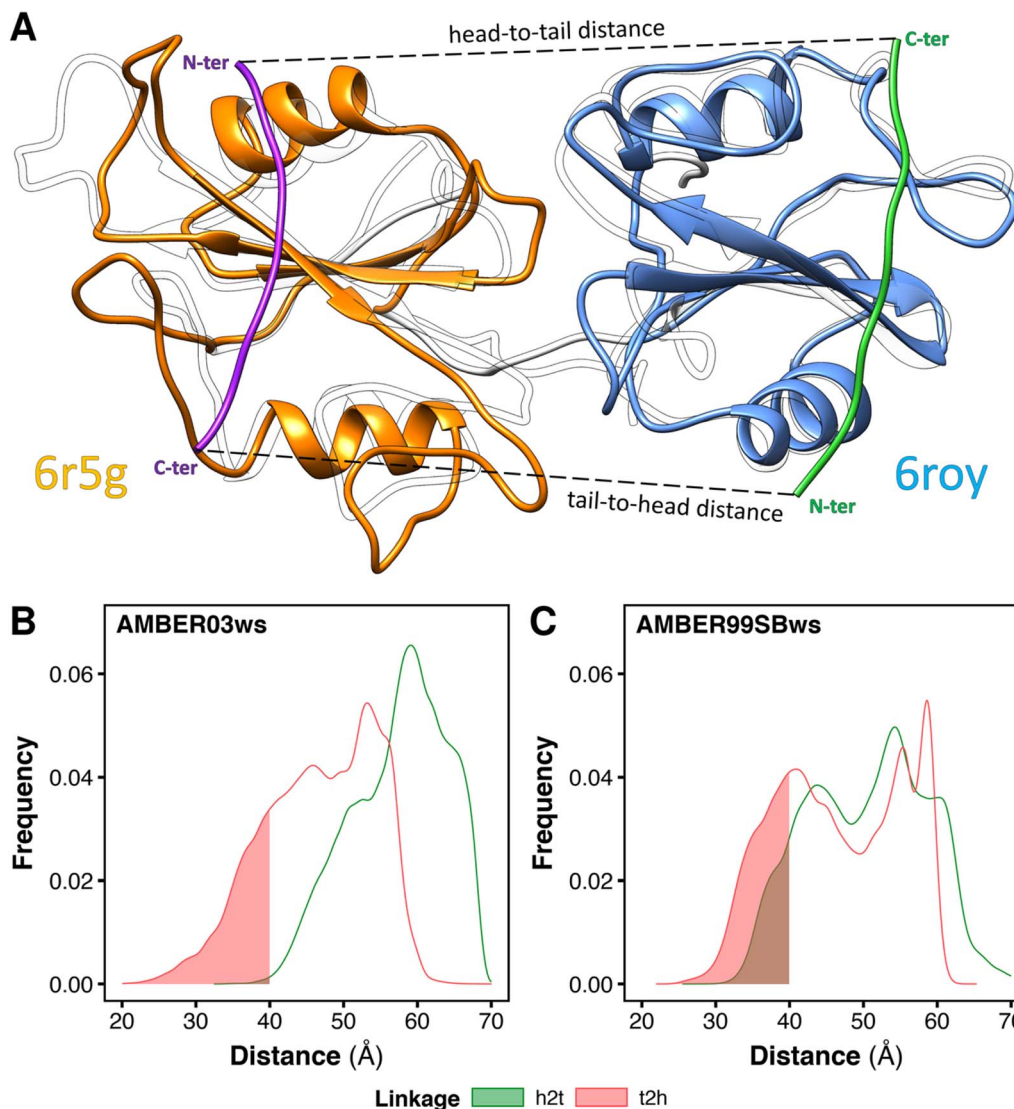 A
N-ter
head-to-tail distance
C-ter
6r5g
C-ter
tail-to-head distance
N-ter
6roy
B
AMBER03ws
Frequency
0.06
0.04
0.02
0.00
20 30 40 50 60 70
Distance (Å)
C
AMBER99SBws
Frequency
0.06
0.04
0.02
0.00
20 30 40 50 60 70
Distance (Å)
Linkage h2t t2h